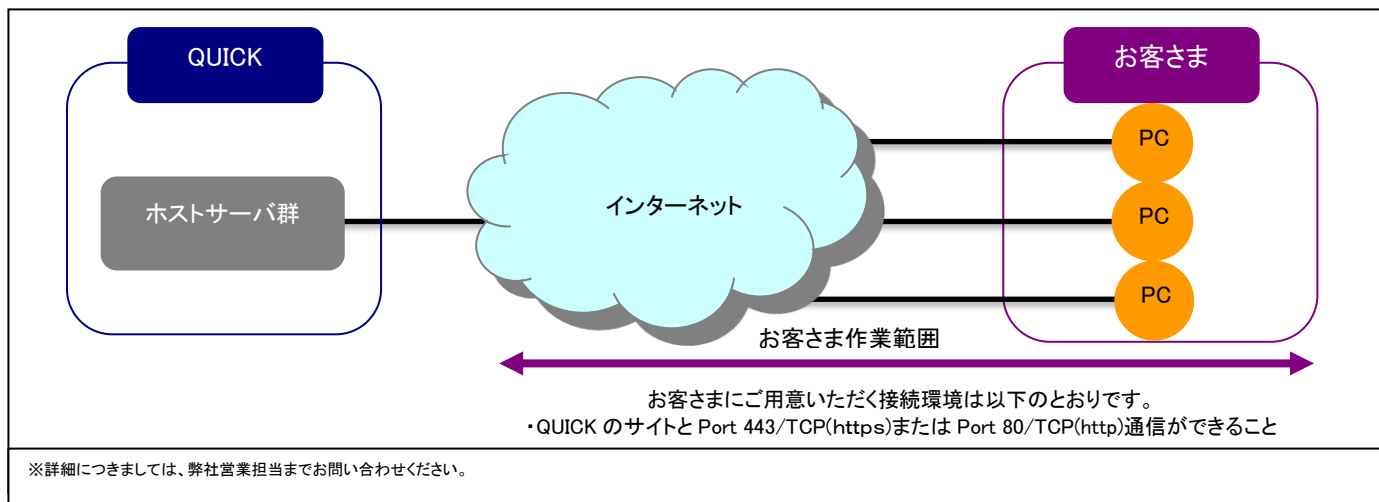 QUICK
お客さま
PC
ホストサーバ群
インターネット
PC
PC
お客さま作業範囲
お客さまにご用意いただく接続環境は以下のとおりです。
・QUICK のサイトと Port 443/TCP(https)または Port 80/TCP(http)通信ができること
※詳細につきましては、弊社営業担当までお問い合わせください。